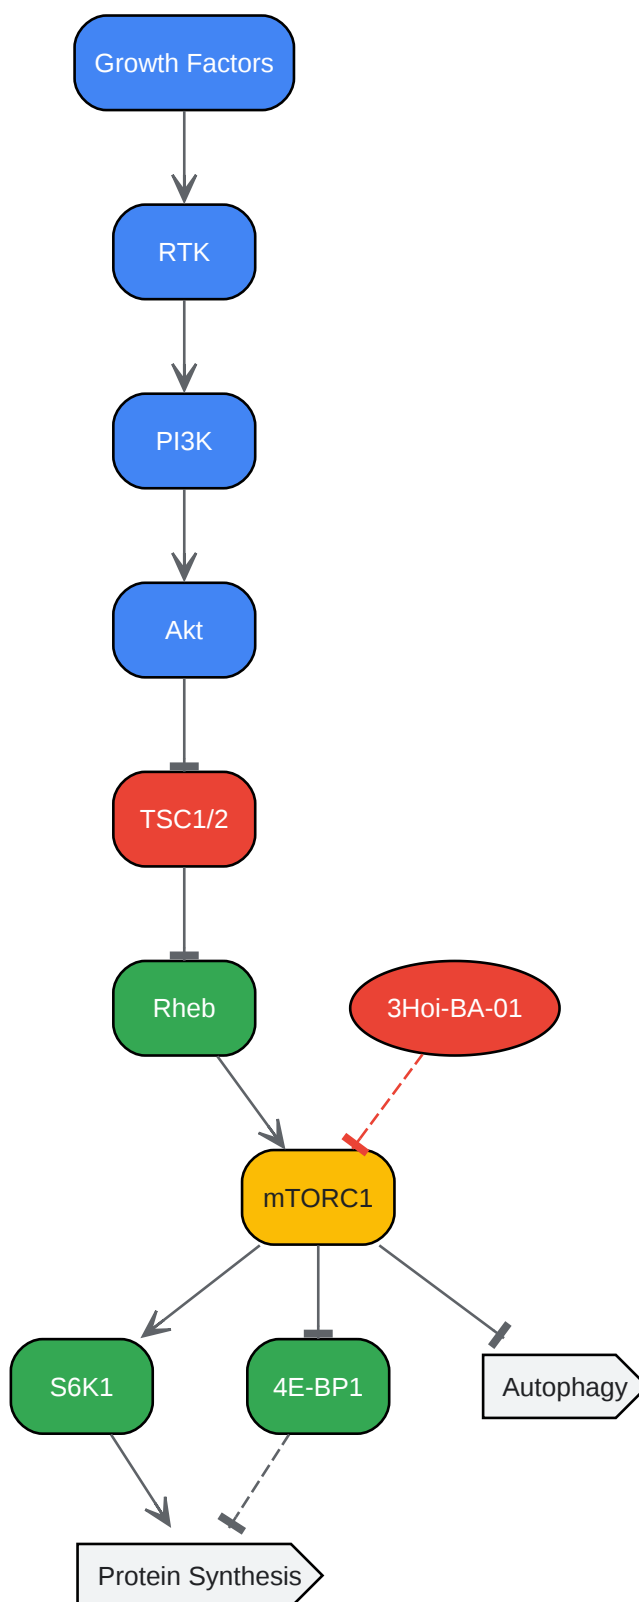 Growth Factors
RTK
PI3K
Akt
TSC1/2
Rheb
3Hoi-BA-01
mTORC1
S6K1
4E-BP1
Autophagy
Protein Synthesis